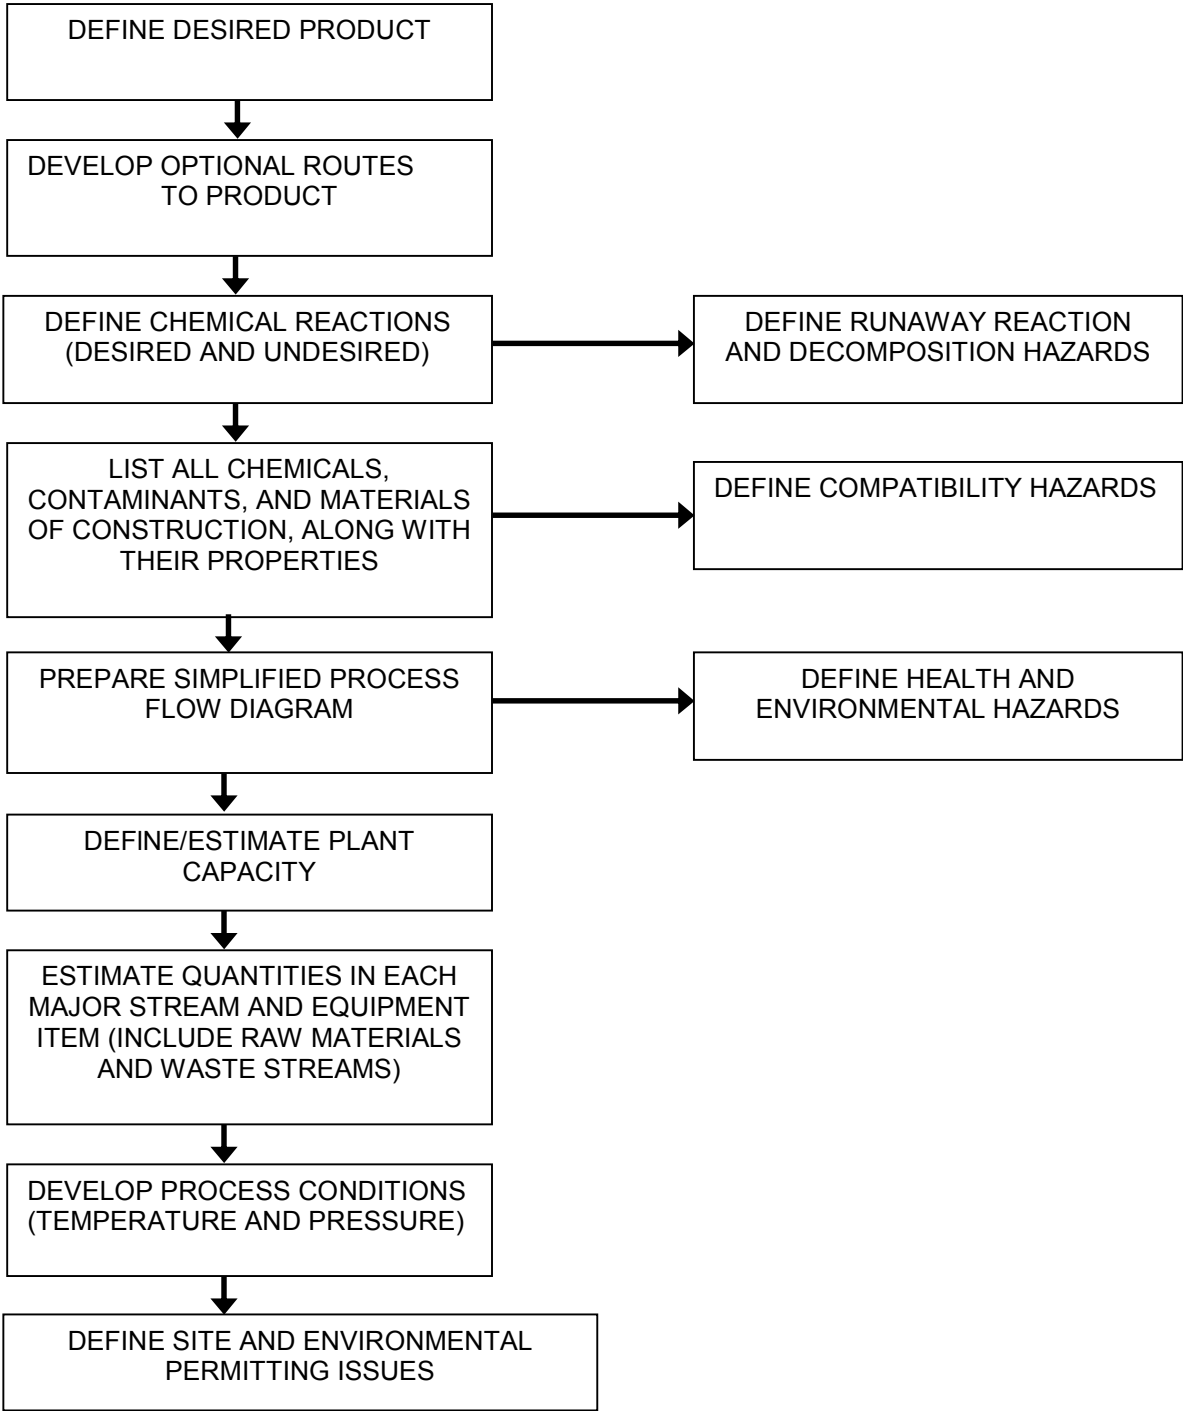 DEFINE DESIRED PRODUCT
DEVELOP OPTIONAL ROUTES
TO PRODUCT
DEFINE CHEMICAL REACTIONS
(DESIRED AND UNDESIRED)
DEFINE RUNAWAY REACTION
AND DECOMPOSITION HAZARDS
LIST ALL CHEMICALS,
CONTAMINANTS, AND MATERIALS
OF CONSTRUCTION, ALONG WITH
THEIR PROPERTIES
DEFINE COMPATIBILITY HAZARDS
PREPARE SIMPLIFIED PROCESS
FLOW DIAGRAM
DEFINE HEALTH AND
ENVIRONMENTAL HAZARDS
DEFINE/ESTIMATE PLANT
CAPACITY
ESTIMATE QUANTITIES IN EACH
MAJOR STREAM AND EQUIPMENT
ITEM (INCLUDE RAW MATERIALS
AND WASTE STREAMS)
DEVELOP PROCESS CONDITIONS
(TEMPERATURE AND PRESSURE)
DEFINE SITE AND ENVIRONMENTAL
PERMITTING ISSUES